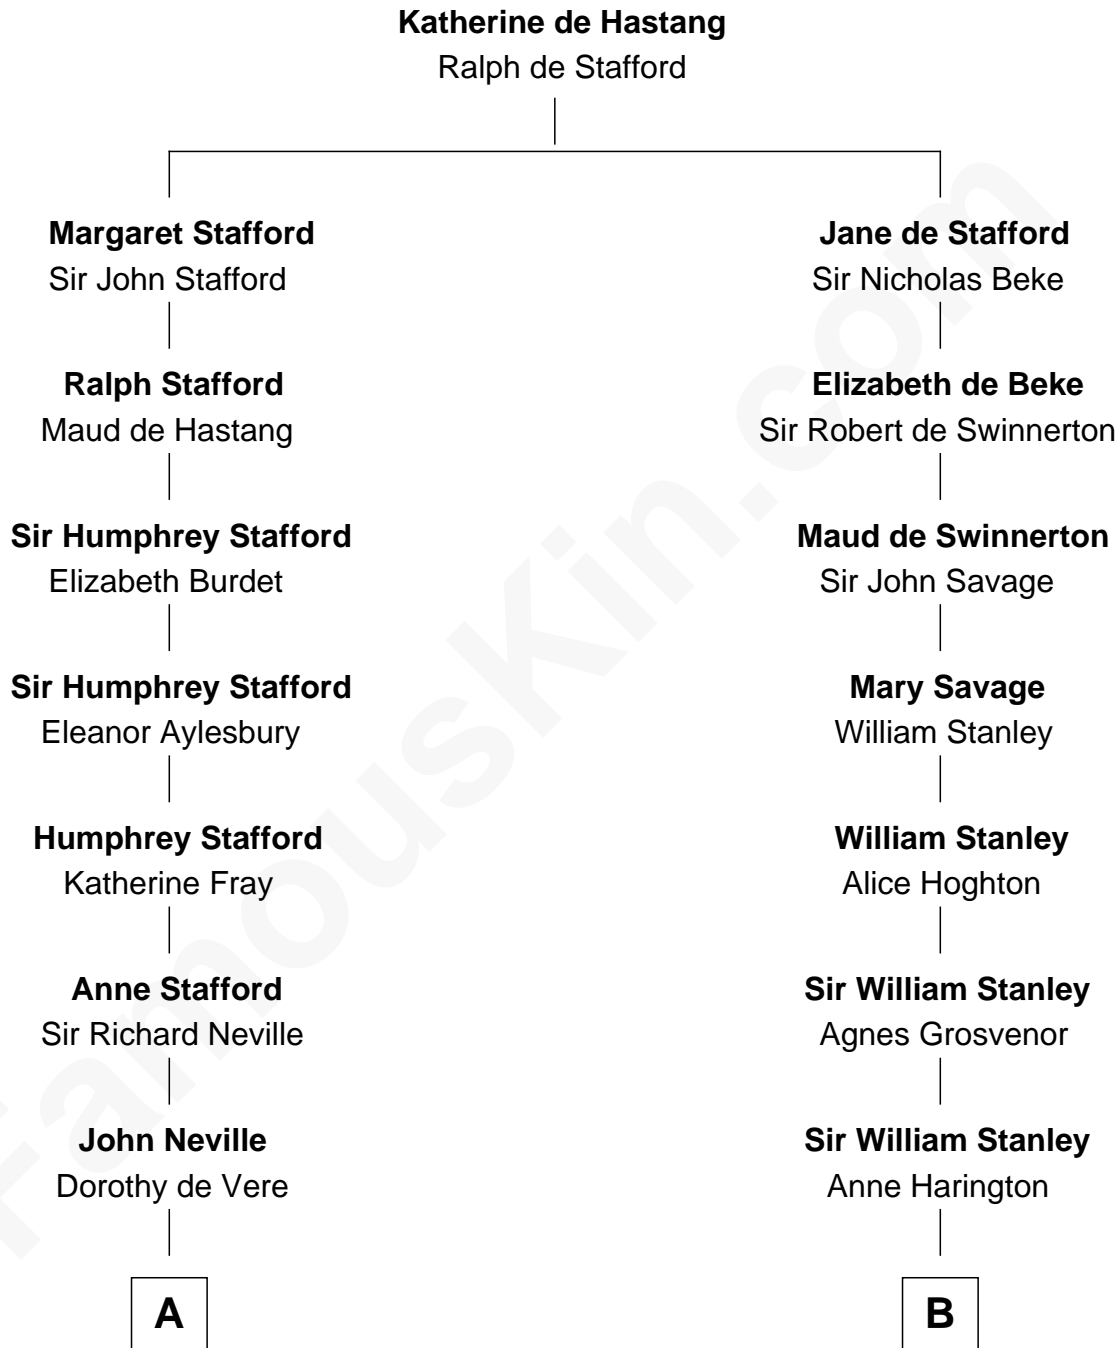 Katherine de Hastang
Ralph de Stafford
Margaret Stafford
Sir John Stafford
Jane de Stafford
Sir Nicholas Beke
Ralph Stafford
Maud de Hastang
Elizabeth de Beke
Sir Robert de Swinnerton
Sir Humphrey Stafford
Elizabeth Burdet
Maud de Swinnerton
Sir John Savage
Sir Humphrey Stafford
Eleanor Aylesbury
Mary Savage
William Stanley
Humphrey Stafford
Katherine Fray
William Stanley
Alice Hoghton
Anne Stafford
Sir Richard Neville
Sir William Stanley
Agnes Grosvenor
John Neville
Dorothy de Vere
Sir William Stanley
Anne Harington
A
B
FamousKin.com